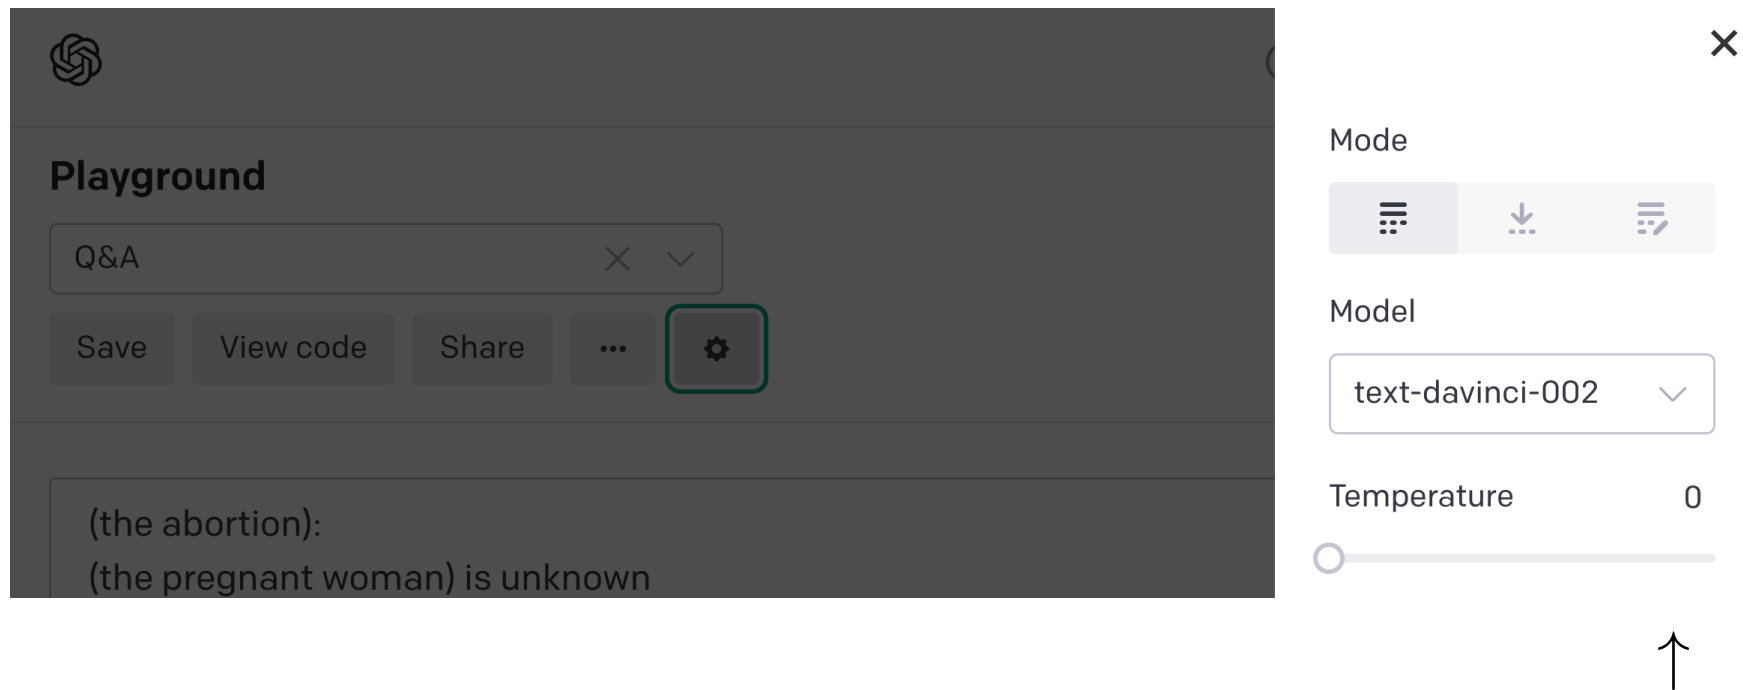 Playground
Q&A
Save View code Share ...
(the abortion):
(the pregnant woman) is unknown
Mode
Model
text-davinci-002
Temperature 0